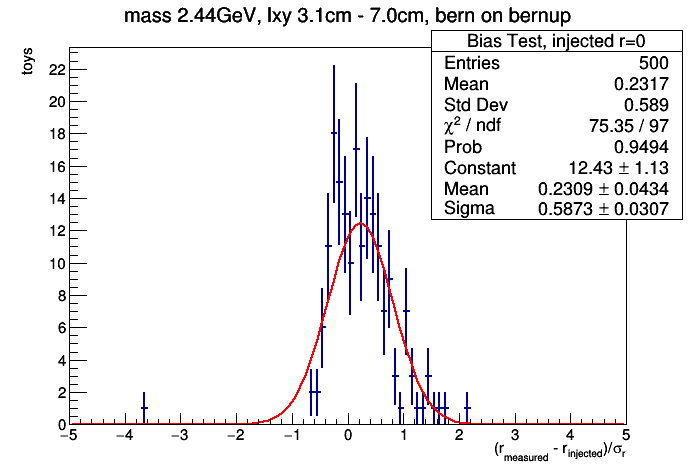 mass 2.44GeV, lxy 3.1cm - 7.0cm, bern on bernup
Bias Test, injected r=0
Entries 500
Mean 0.2317
Std Dev 0.589
χ² / ndf 75.35 / 97
Prob 0.9494
Constant 12.43 ± 1.13
Mean 0.2309 ± 0.0434
Sigma 0.5873 ± 0.0307
toys
22
20
18
16
14
12
10
8
6
4
2
0
−5 −4 −3 −2 −1 0 1 2 3 4 5
(r_measured - r_injected)/σ_r